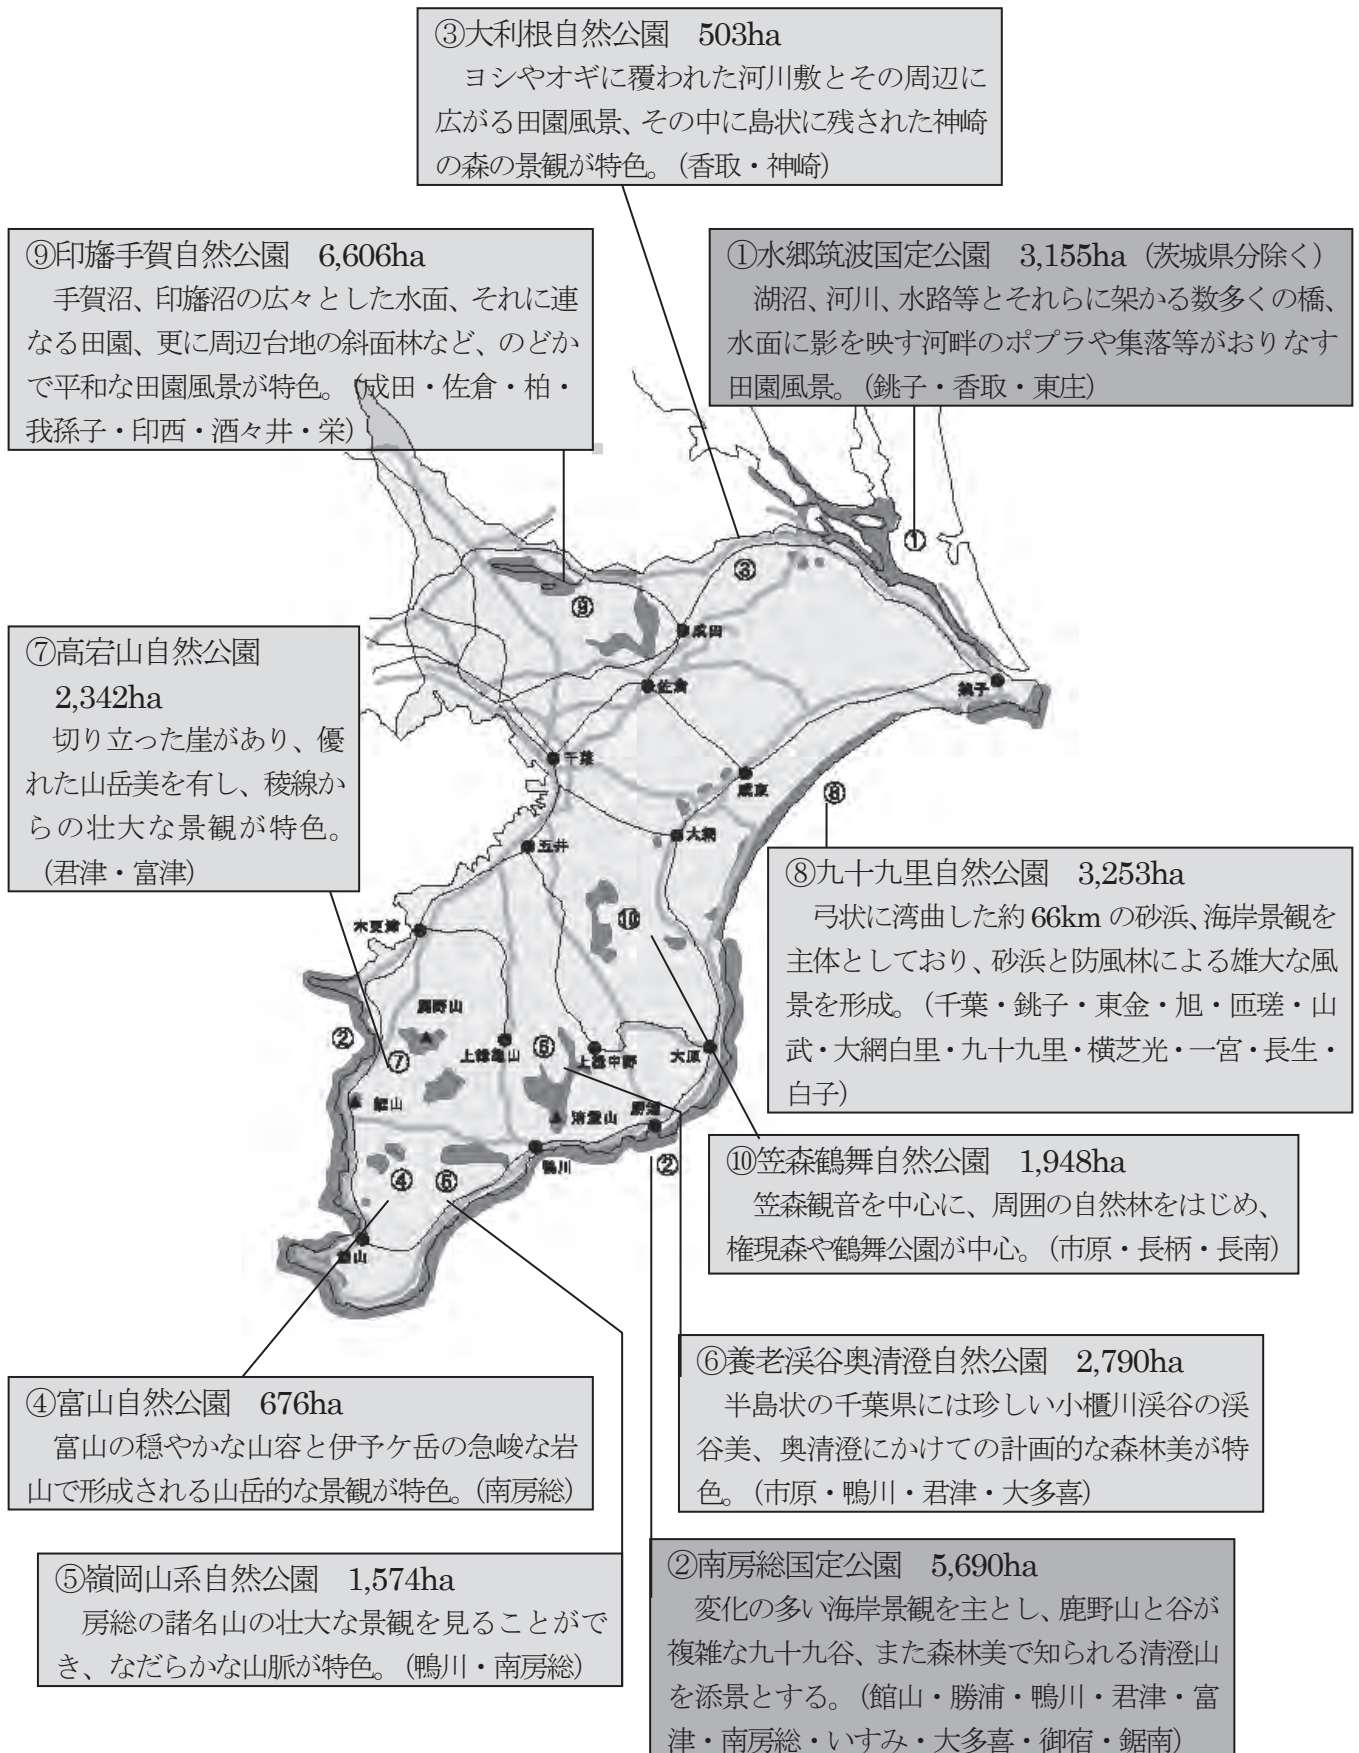 ③大利根自然公園　503ha
ヨシやオギに覆われた河川敷とその周辺に
広がる田園風景、その中に島状に残された神崎
の森の景観が特色。（香取・神崎）
⑨印旛手賀自然公園　6,606ha
手賀沼、印旛沼の広々とした水面、それに連
なる田園、更に周辺台地の斜面林など、のどか
で平和な田園風景が特色。（成田・佐倉・柏・
我孫子・印西・酒々井・栄）
①水郷筑波国定公園　3,155ha（茨城県分除く）
湖沼、河川、水路等とそれらに架かる数多くの橋、
水面に影を映す河畔のポプラや集落等がおりなす
田園風景。（銚子・香取・東庄）
①
③
⑨
成田
⑦高宕山自然公園
2,342ha
切り立った崖があり、優
れた山岳美を有し、稜線か
らの壮大な景観が特色。
（君津・富津）
佐倉
銚子
千葉
成東
⑧
大網
五井
⑧九十九里自然公園　3,253ha
弓状に湾曲した約 66km の砂浜、海岸景観を
主体としており、砂浜と防風林による雄大な風
景を形成。（千葉・銚子・東金・旭・匝瑳・山
武・大網白里・九十九里・横芝光・一宮・長生・
白子）
⑩
木更津
鹿野山
②
⑦
上総亀山
⑥
上総中野
大原
鋸山
清澄山
勝浦
鴨川
②
④
⑤
館山
⑩笠森鶴舞自然公園　1,948ha
笠森観音を中心に、周囲の自然林をはじめ、
権現森や鶴舞公園が中心。（市原・長柄・長南）
⑥養老渓谷奥清澄自然公園　2,790ha
半島状の千葉県には珍しい小櫃川渓谷の渓
谷美、奥清澄にかけての計画的な森林美が特
色。（市原・鴨川・君津・大多喜）
④富山自然公園　676ha
富山の穏やかな山容と伊予ケ岳の急峻な岩
山で形成される山岳的な景観が特色。（南房総）
⑤嶺岡山系自然公園　1,574ha
房総の諸名山の壮大な景観を見ることがで
き、なだらかな山脈が特色。（鴨川・南房総）
②南房総国定公園　5,690ha
変化の多い海岸景観を主とし、鹿野山と谷が
複雑な九十九谷、また森林美で知られる清澄山
を添景とする。（館山・勝浦・鴨川・君津・富
津・南房総・いすみ・大多喜・御宿・鋸南）